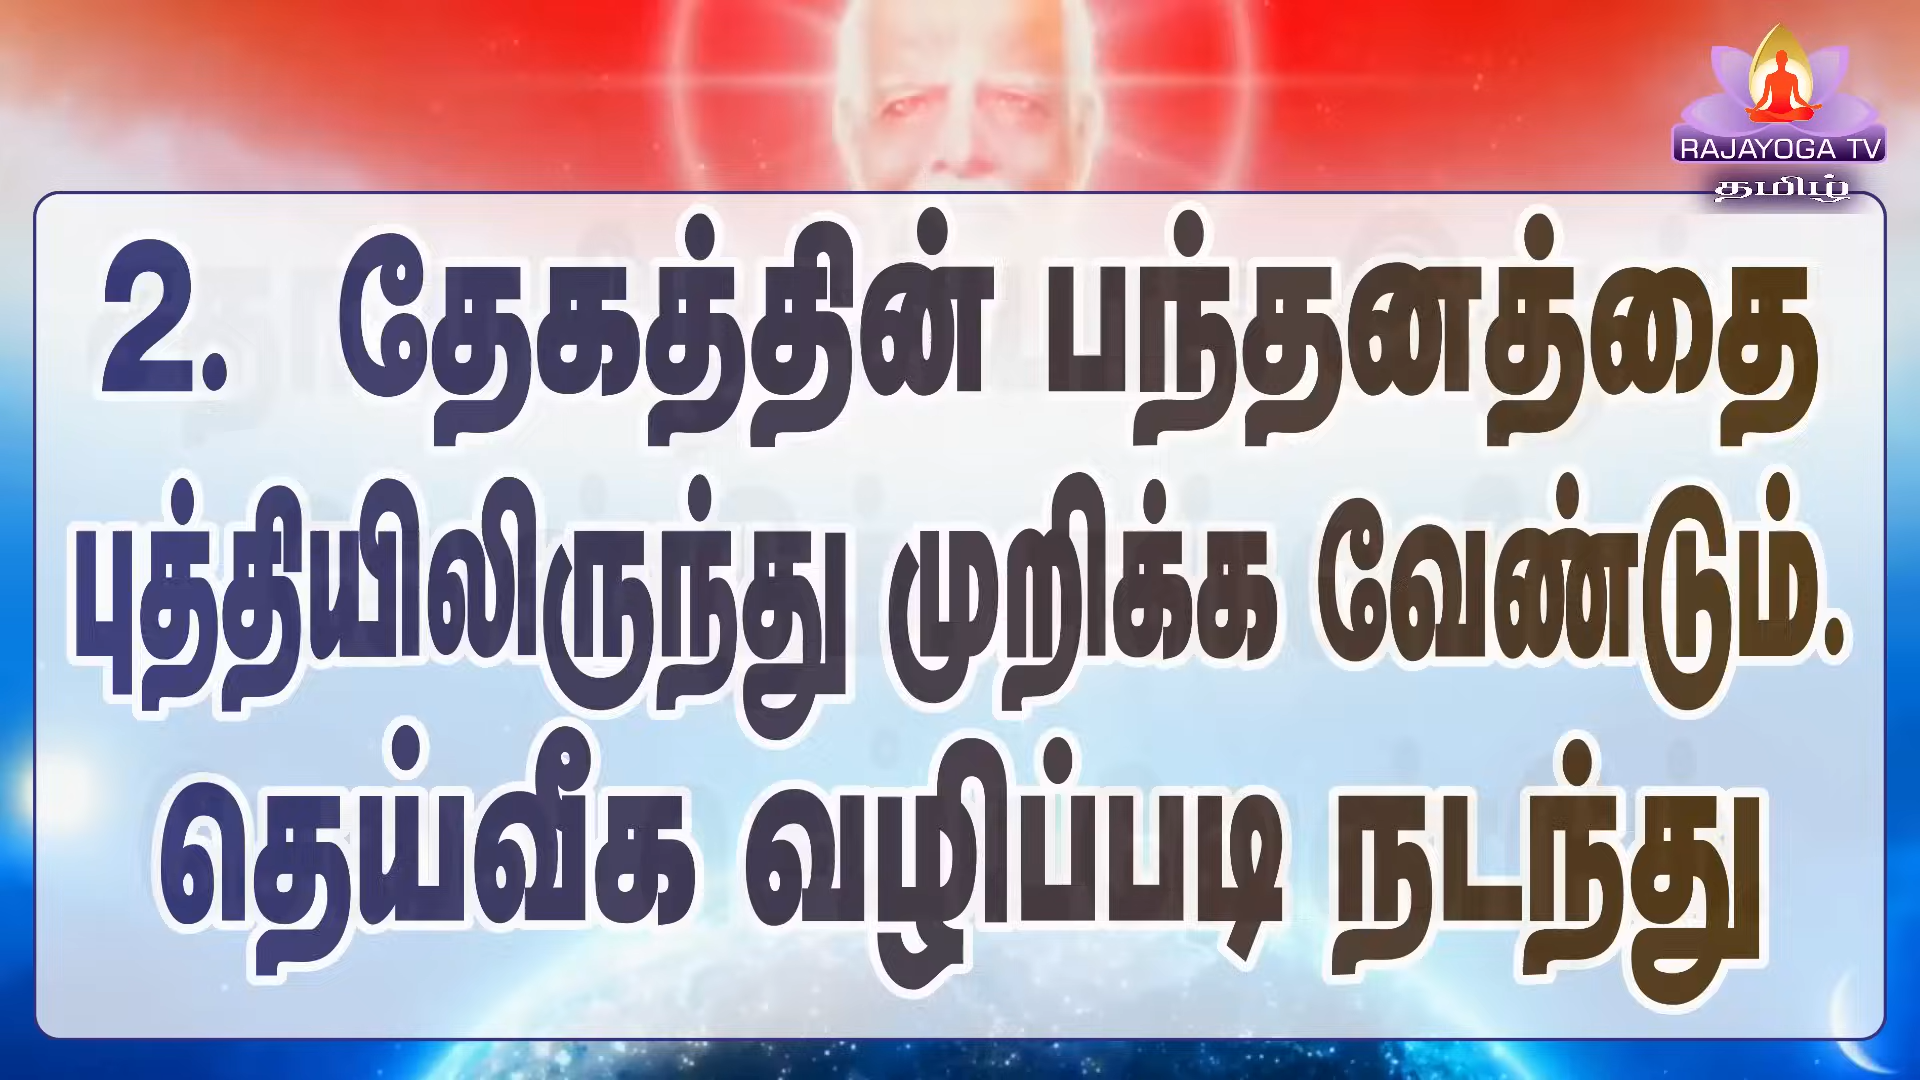 RAJAYOGA TV
தமிழ்
2. தேகத்தின் பந்தனத்தை
புத்தியிலிருந்து முறிக்க வேண்டும்.
தெய்வீக வழிப்படி நடந்து